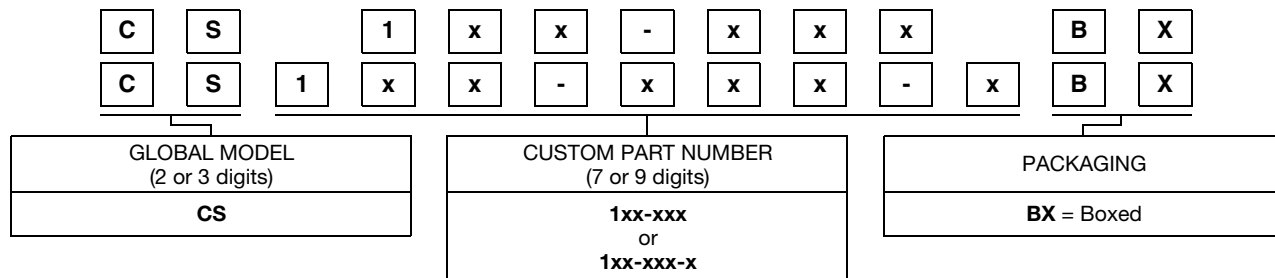 C S 1 x x - x x x B X
C S 1 x x - x x x - x B X
GLOBAL MODEL
(2 or 3 digits)
CS
CUSTOM PART NUMBER
(7 or 9 digits)
1xx-xxx
or
1xx-xxx-x
PACKAGING
BX = Boxed